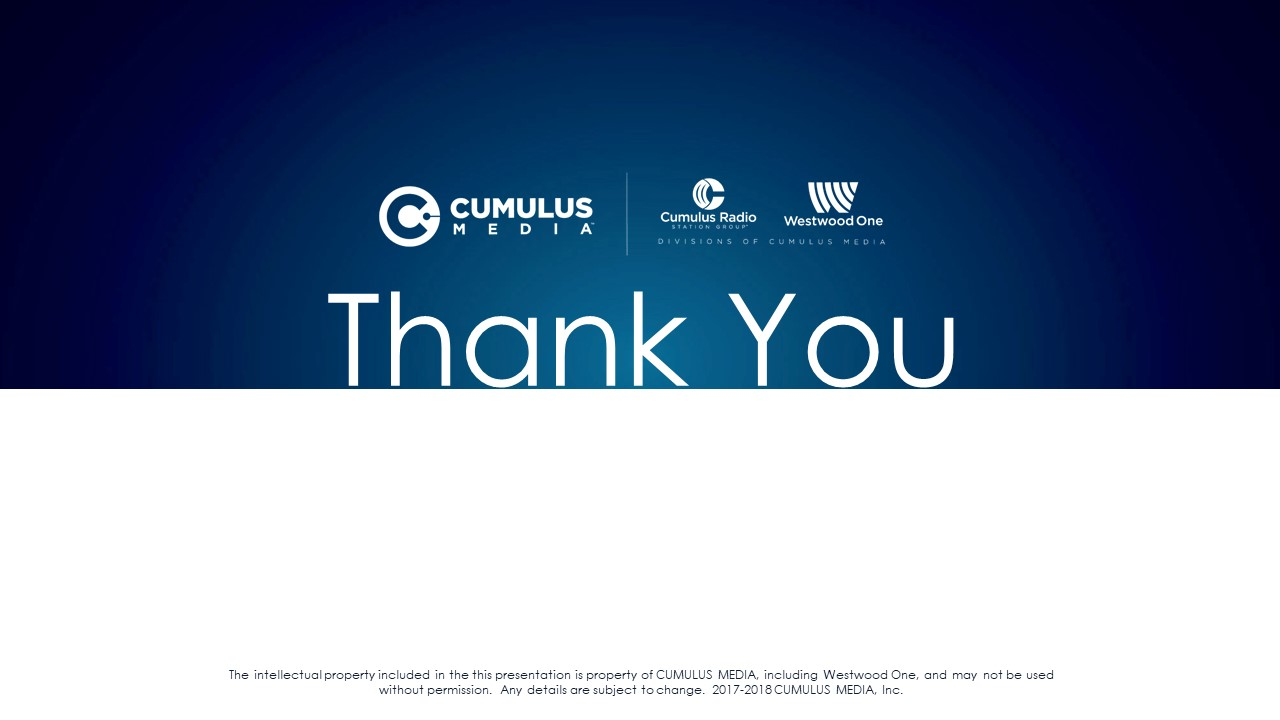 CUMULUS
MEDIA
Cumulus Radio
STATION GROUP
Westwood One
DIVISIONS OF CUMULUS MEDIA
Thank You
The intellectual property included in the this presentation is property of CUMULUS MEDIA, including Westwood One, and may not be used
without permission. Any details are subject to change. 2017-2018 CUMULUS MEDIA, Inc.